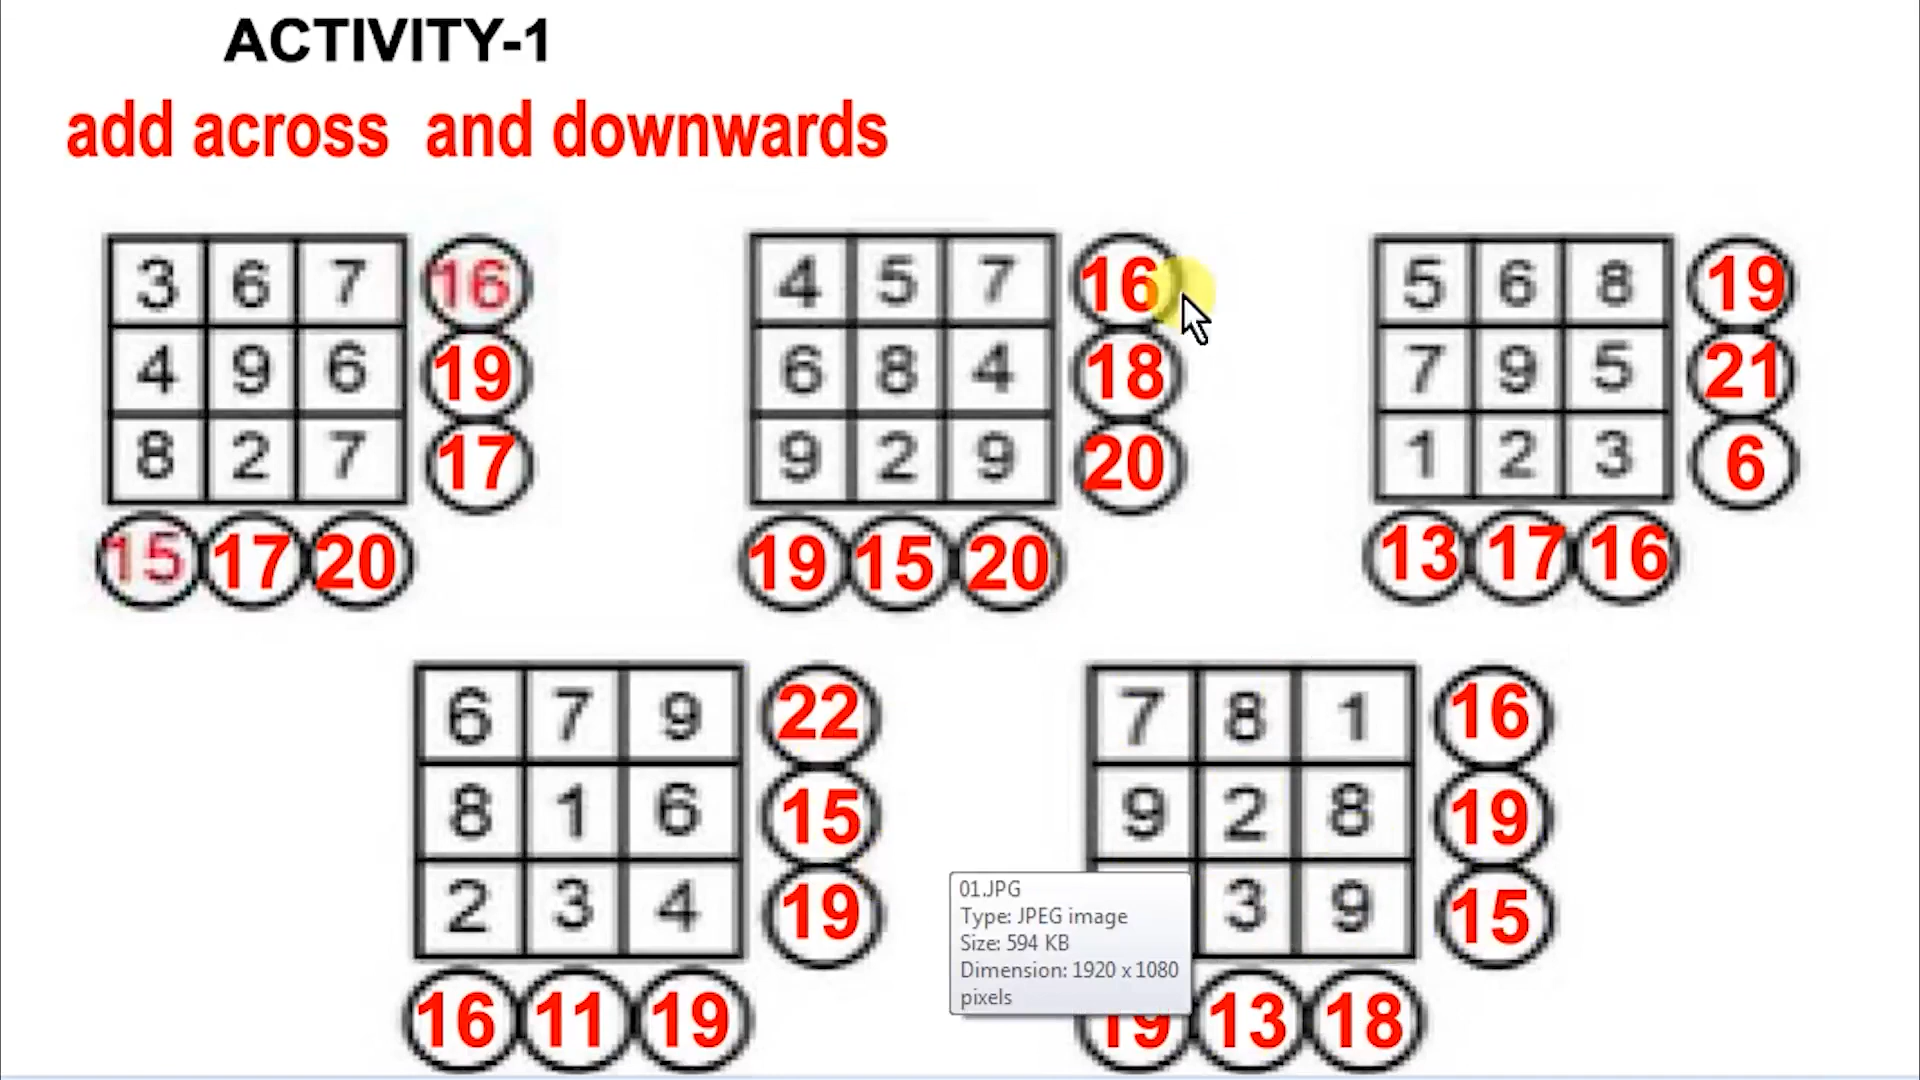 ACTIVITY-1
add across and downwards
3 6 7 16
4 9 6 19
8 2 7 17
15 17 20
4 5 7 16
6 8 4 18
9 2 9 20
19 15 20
5 6 8 19
7 9 5 21
1 2 3 6
13 17 16
6 7 9 22
8 1 6 15
2 3 4 19
16 11 19
7 8 1 16
9 2 8 19
3 9 15
19 13 18
01.JPG
Type: JPEG image
Size: 594 KB
Dimension: 1920 x 1080
pixels